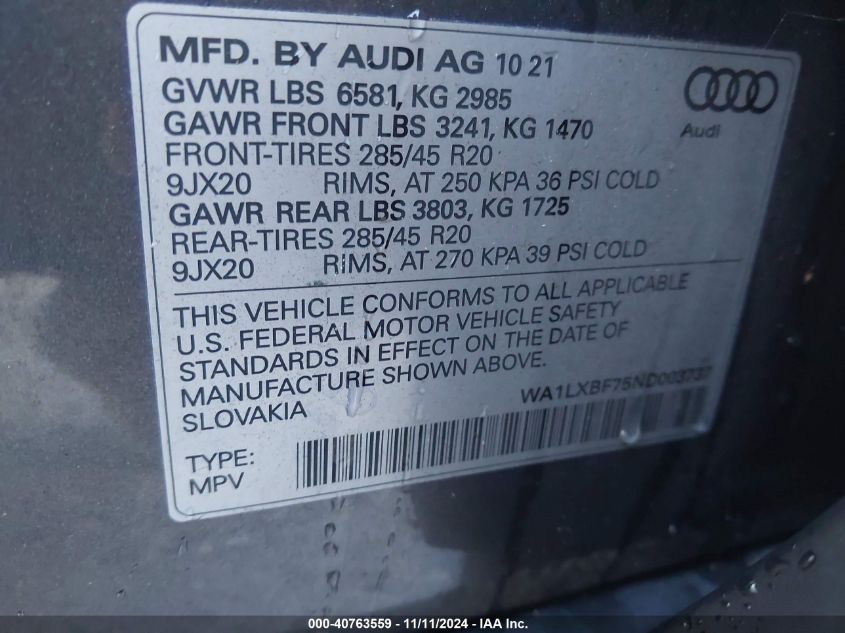 MFD. BY AUDI AG 10 21
GVWR LBS 6581, KG 2985
GAWR FRONT LBS 3241, KG 1470
FRONT-TIRES 285/45 R20
9JX20 RIMS, AT 250 KPA 36 PSI COLD
GAWR REAR LBS 3803, KG 1725
REAR-TIRES 285/45 R20
9JX20 RIMS, AT 270 KPA 39 PSI COLD
Audi
THIS VEHICLE CONFORMS TO ALL APPLICABLE
U.S. FEDERAL MOTOR VEHICLE SAFETY
STANDARDS IN EFFECT ON THE DATE OF
MANUFACTURE SHOWN ABOVE.
SLOVAKIA
WA1LXBF75ND003737
TYPE:
MPV
000-40763559 - 11/11/2024 - IAA Inc.